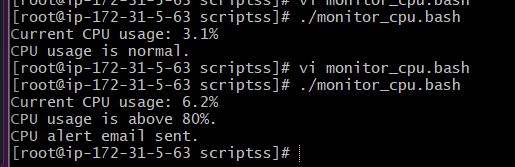 [root@ip-172-31-5-63 scriptss]# vi monitor_cpu.bash
[root@ip-172-31-5-63 scriptss]# ./monitor_cpu.bash
Current CPU usage: 3.1%
CPU usage is normal.
[root@ip-172-31-5-63 scriptss]# vi monitor_cpu.bash
[root@ip-172-31-5-63 scriptss]# ./monitor_cpu.bash
Current CPU usage: 6.2%
CPU usage is above 80%.
CPU alert email sent.
[root@ip-172-31-5-63 scriptss]#